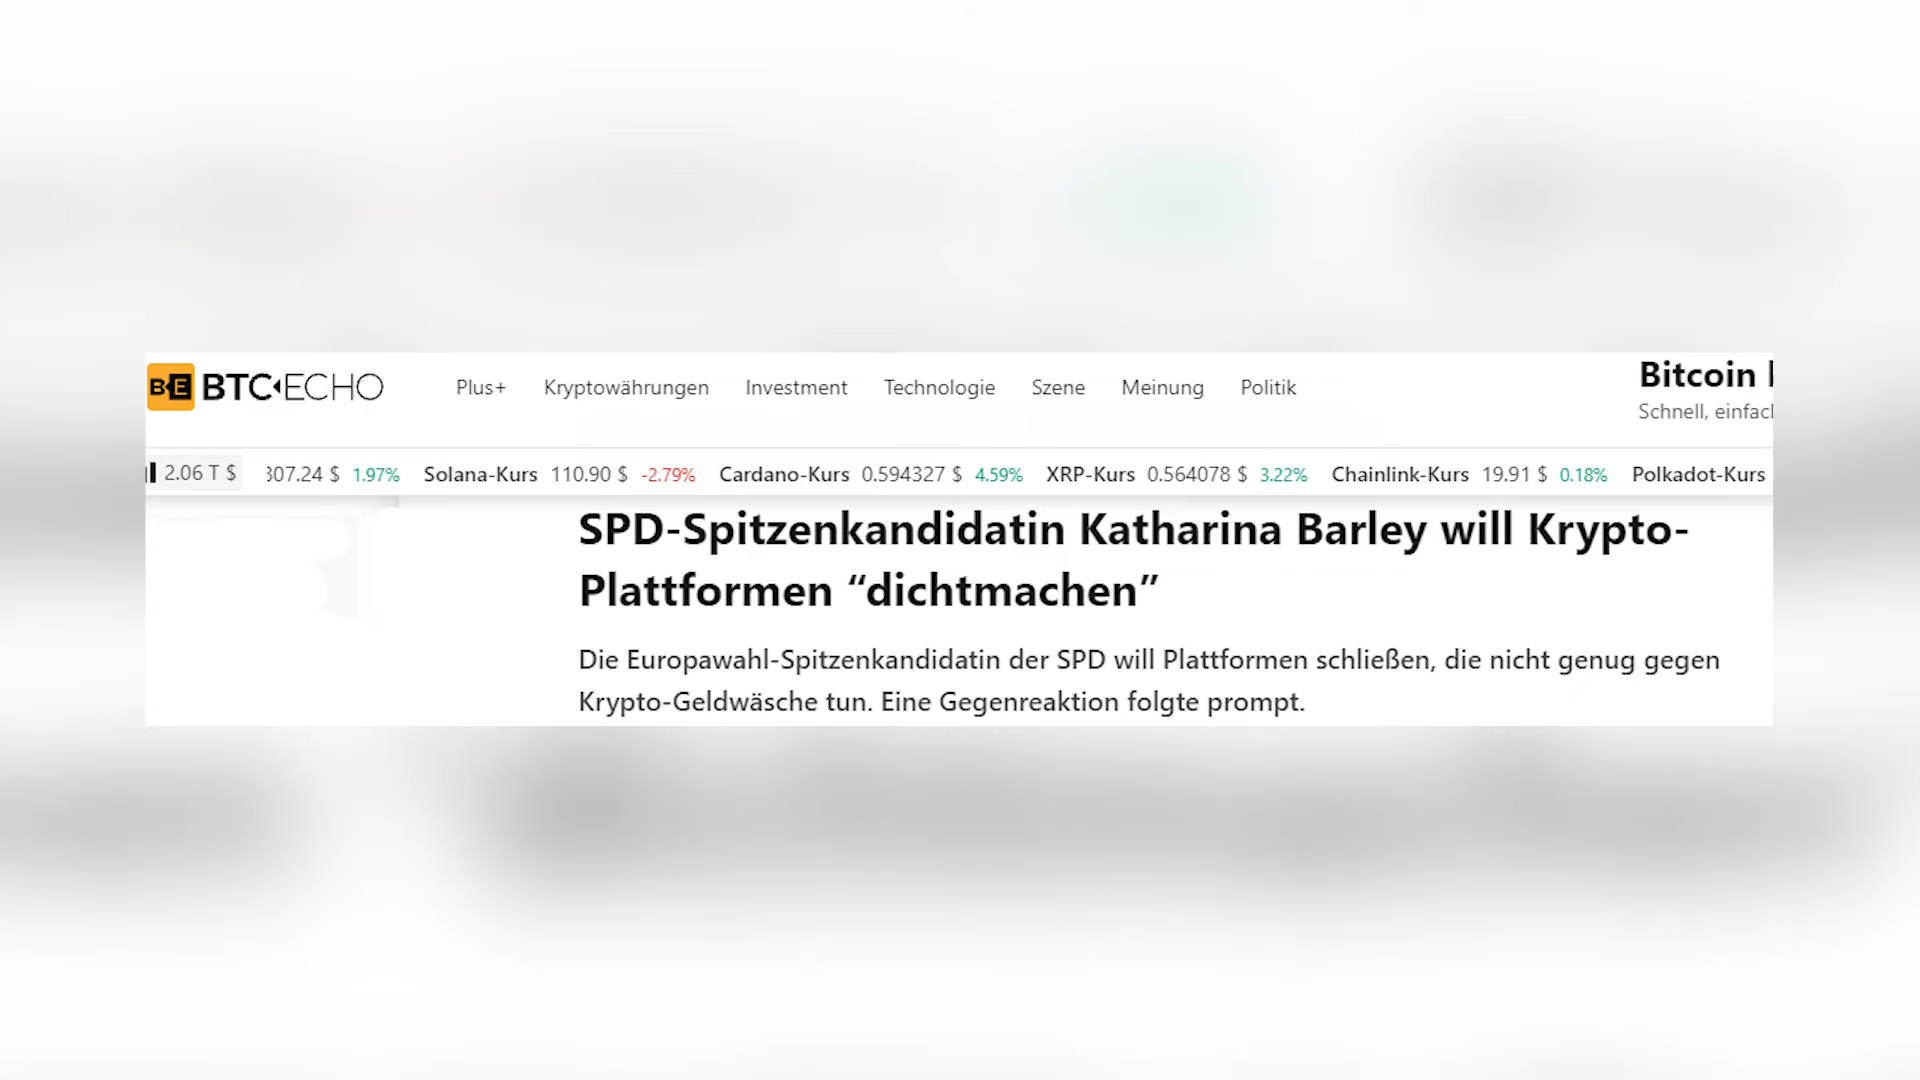 BE BTC ECHO Plus+ Kryptowährungen Investment Technologie Szene Meinung Politik
Bitcoin
Schnell, einfach
2.06 T $ 307.24 $ 1.97% Solana-Kurs 110.90 $ -2.79% Cardano-Kurs 0.594327 $ 4.59% XRP-Kurs 0.564078 $ 3.22% Chainlink-Kurs 19.91 $ 0.18% Polkadot-Kurs
SPD-Spitzenkandidatin Katharina Barley will Krypto-
Plattformen “dichtmachen”
Die Europawahl-Spitzenkandidatin der SPD will Plattformen schließen, die nicht genug gegen
Krypto-Geldwäsche tun. Eine Gegenreaktion folgte prompt.